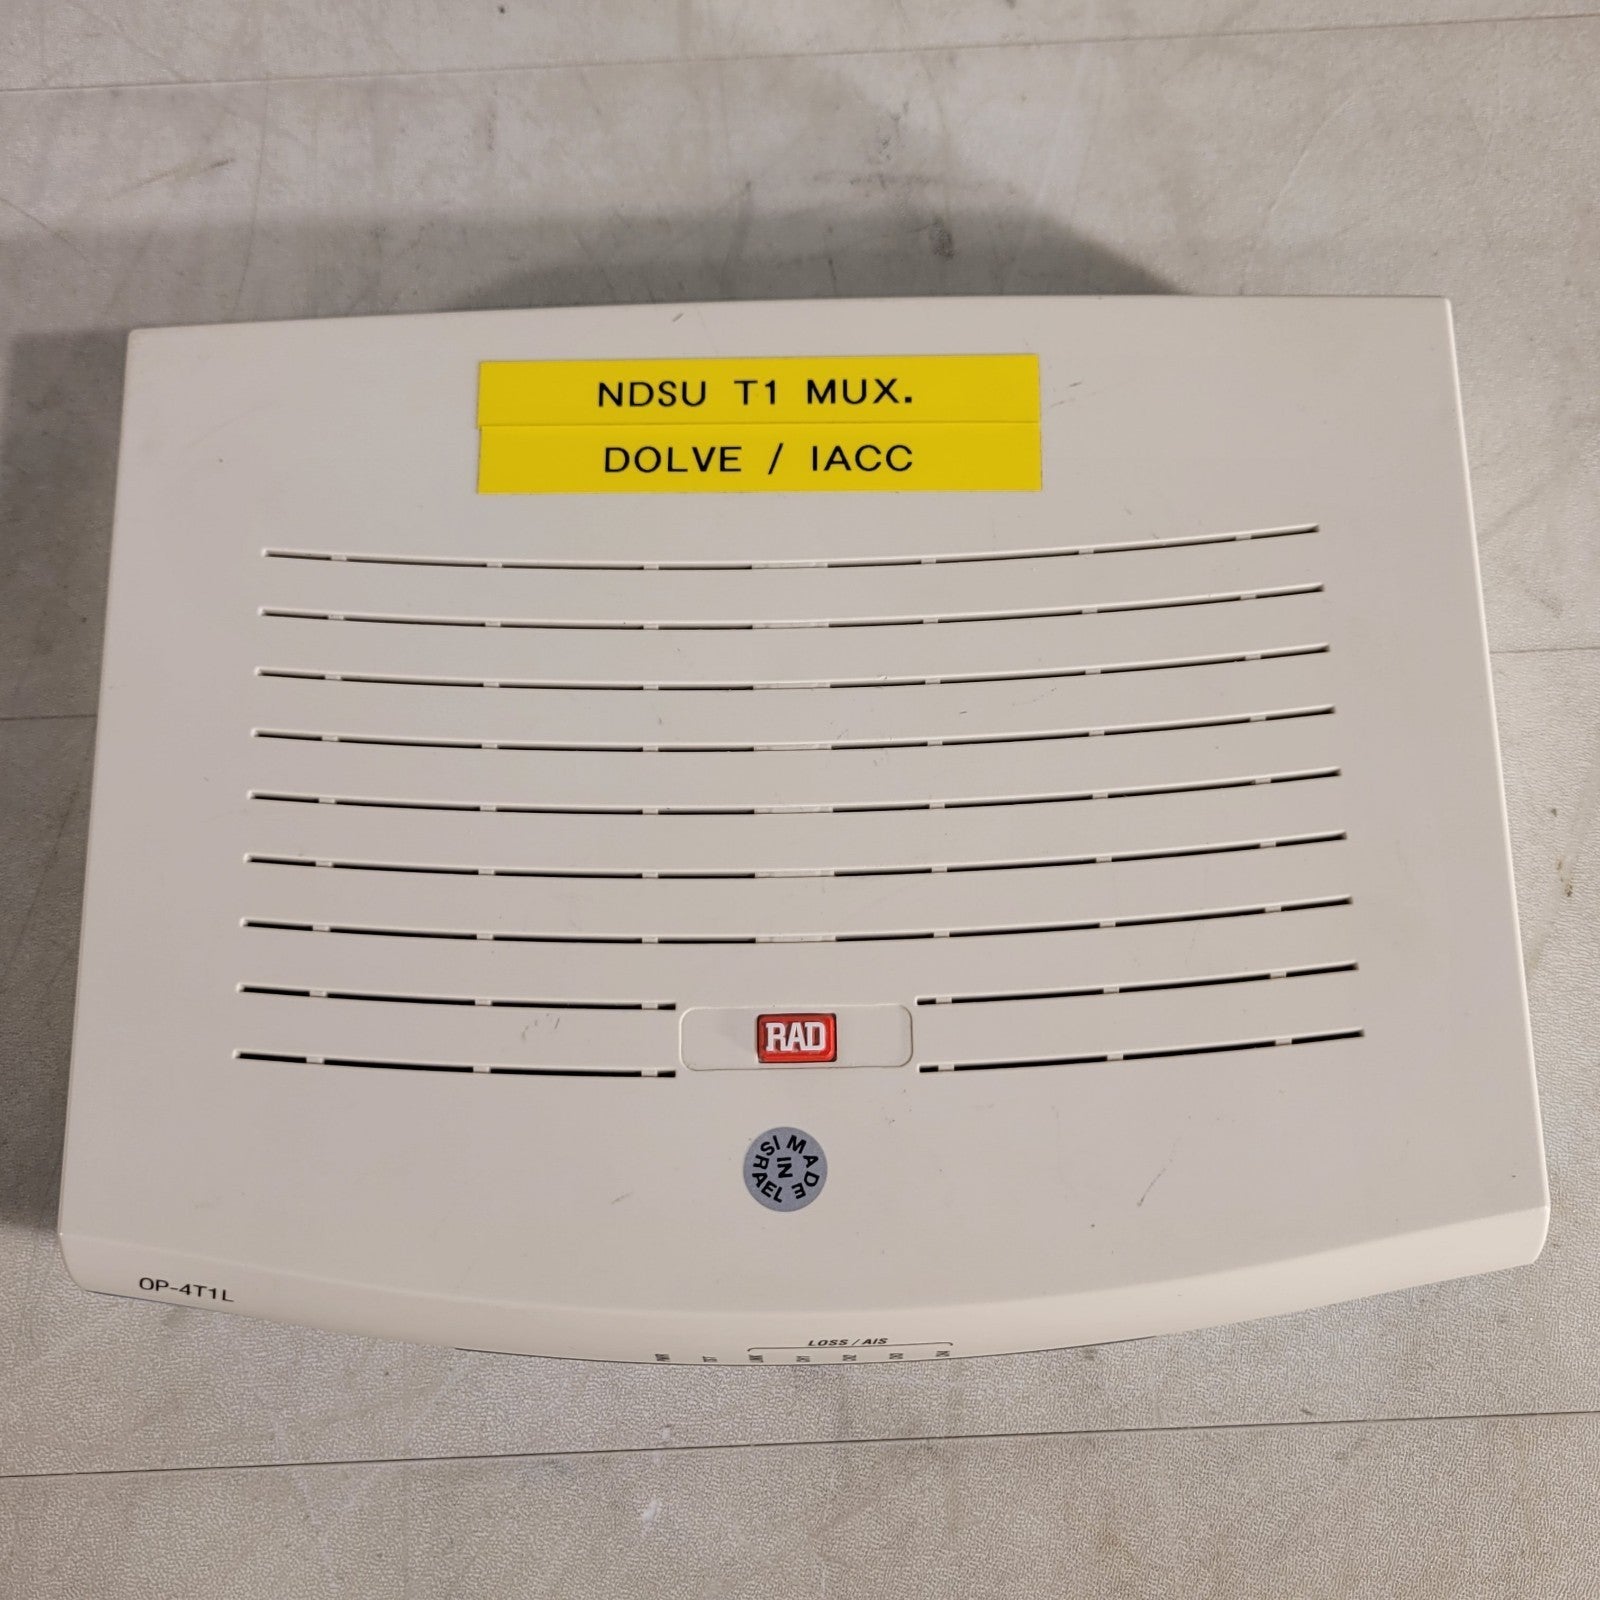 NDSU T1 MUX.
DOLVE / IACC
RAD
MADE IN ISRAEL
OP-4T1L
LOSS / AIS